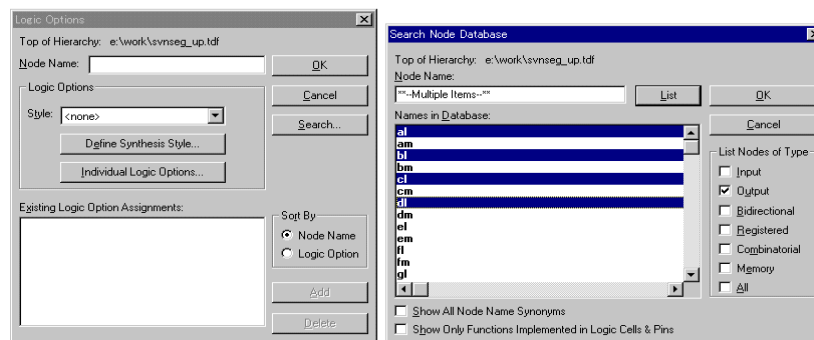 Logic Options
Top of Hierarchy: e:\work\svnseg_up.tdf
Node Name:
OK
Logic Options
Cancel
Style: <none>
Search...
Define Synthesis Style...
Individual Logic Options...
Existing Logic Option Assignments:
Sort By
Node Name
Logic Option
Add
Delete
Search Node Database
Top of Hierarchy: e:\work\svnseg_up.tdf
Node Name:
**--Multiple Items--**
List
OK
Names in Database:
Cancel
al
am
bl
bm
cl
cm
dl
dm
el
em
fl
fm
gl
List Nodes of Type
Input
Output
Bidirectional
Registered
Combinatorial
Memory
All
Show All Node Name Synonyms
Show Only Functions Implemented in Logic Cells & Pins